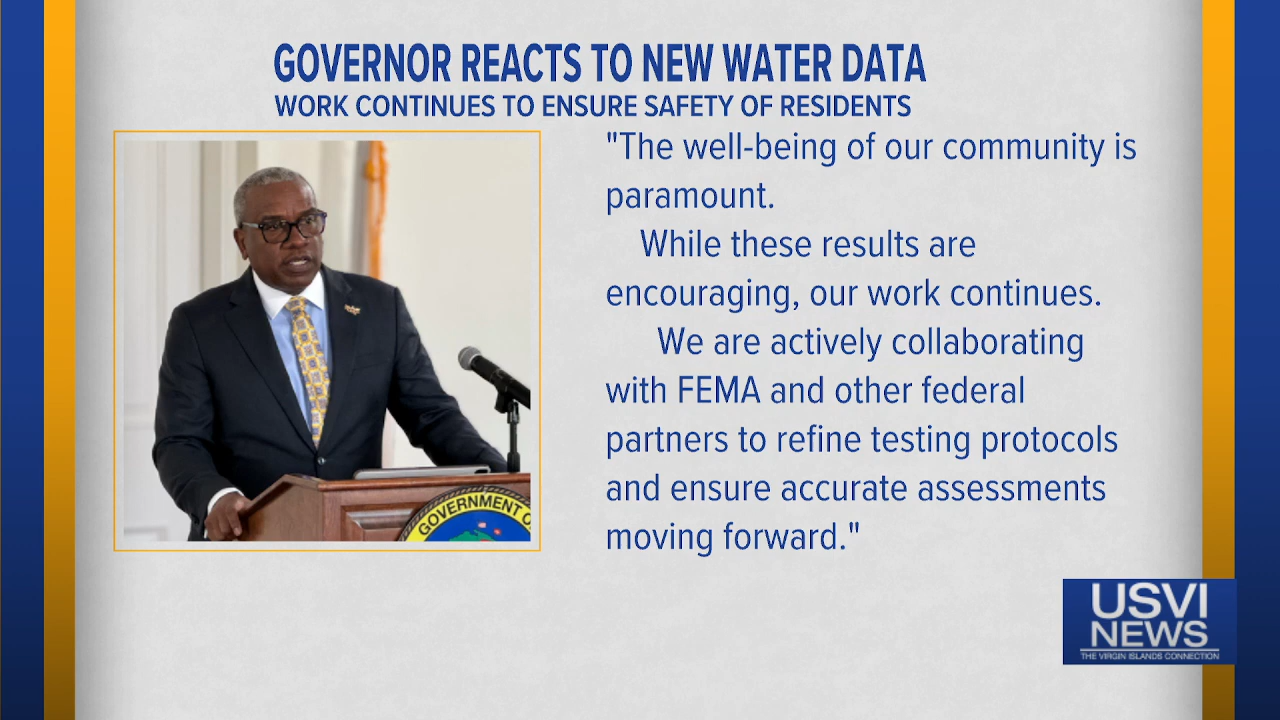 GOVERNOR REACTS TO NEW WATER DATA
WORK CONTINUES TO ENSURE SAFETY OF RESIDENTS
"The well-being of our community is
paramount.
While these results are
encouraging, our work continues.
We are actively collaborating
with FEMA and other federal
partners to refine testing protocols
and ensure accurate assessments
moving forward."
GOVERNMENT O
USVI
NEWS
THE VIRGIN ISLANDS CONNECTION